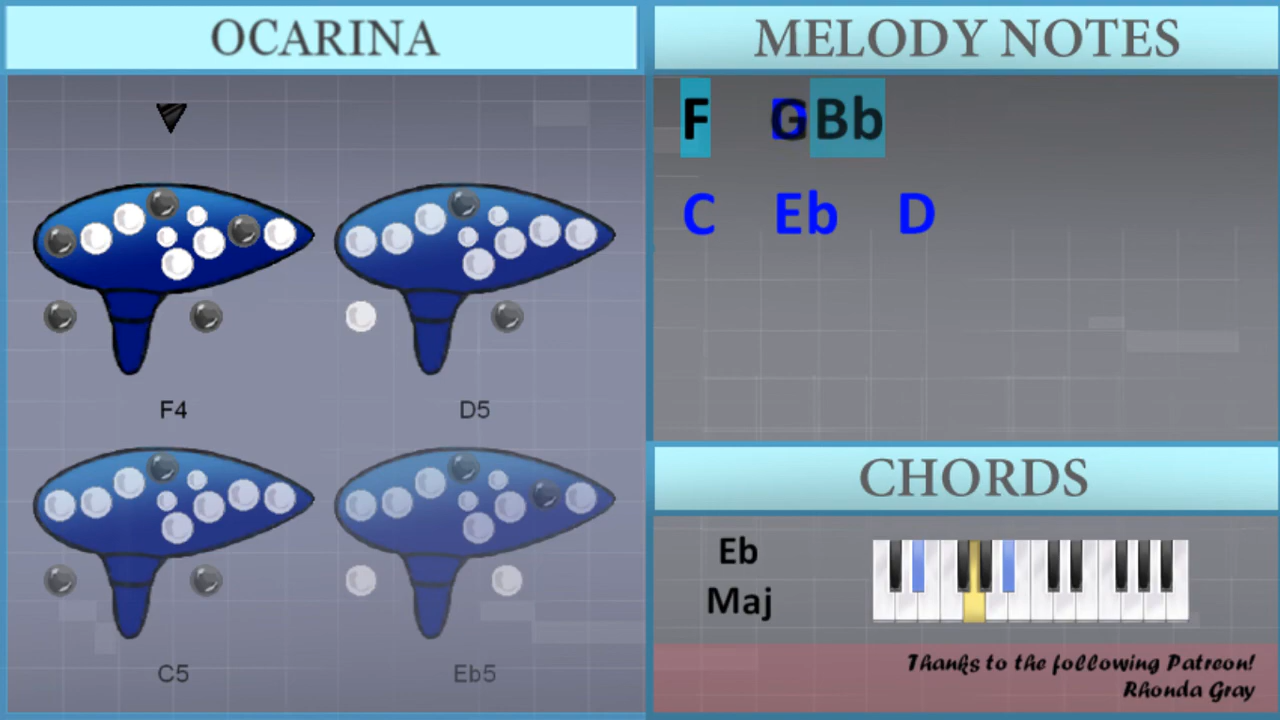 OCARINA
F4
D5
C5
Eb5
MELODY NOTES
F G Bb
C Eb D
CHORDS
Eb
Maj
Thanks to the following Patreon!
Rhonda Gray